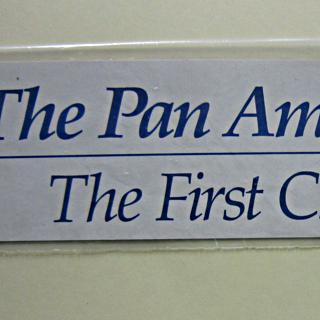 The Pan Am
The First C